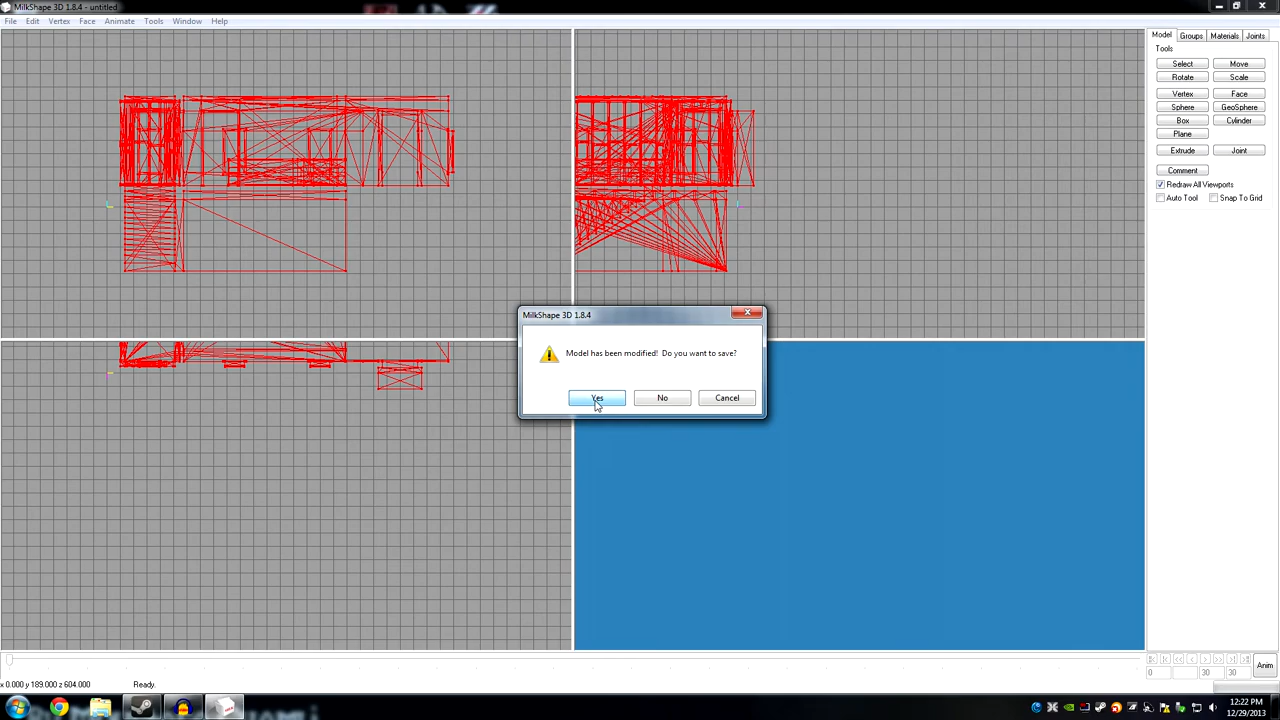 MilkShape 3D 1.8.4 - untitled
File Edit Vertex Face Animate Tools Window Help
Model Groups Materials Joints
Tools
Select Move
Rotate Scale
Vertex Face
Sphere GeoSphere
Box Cylinder
Plane
Extrude Joint
Comment
Redraw All Viewports
Auto Tool Snap To Grid
MilkShape 3D 1.8.4
Model has been modified! Do you want to save?
Yes No Cancel
0 30 30 Anim
x 0.000 y 189.000 z 604.000 Ready.
12:22 PM
12/29/2013